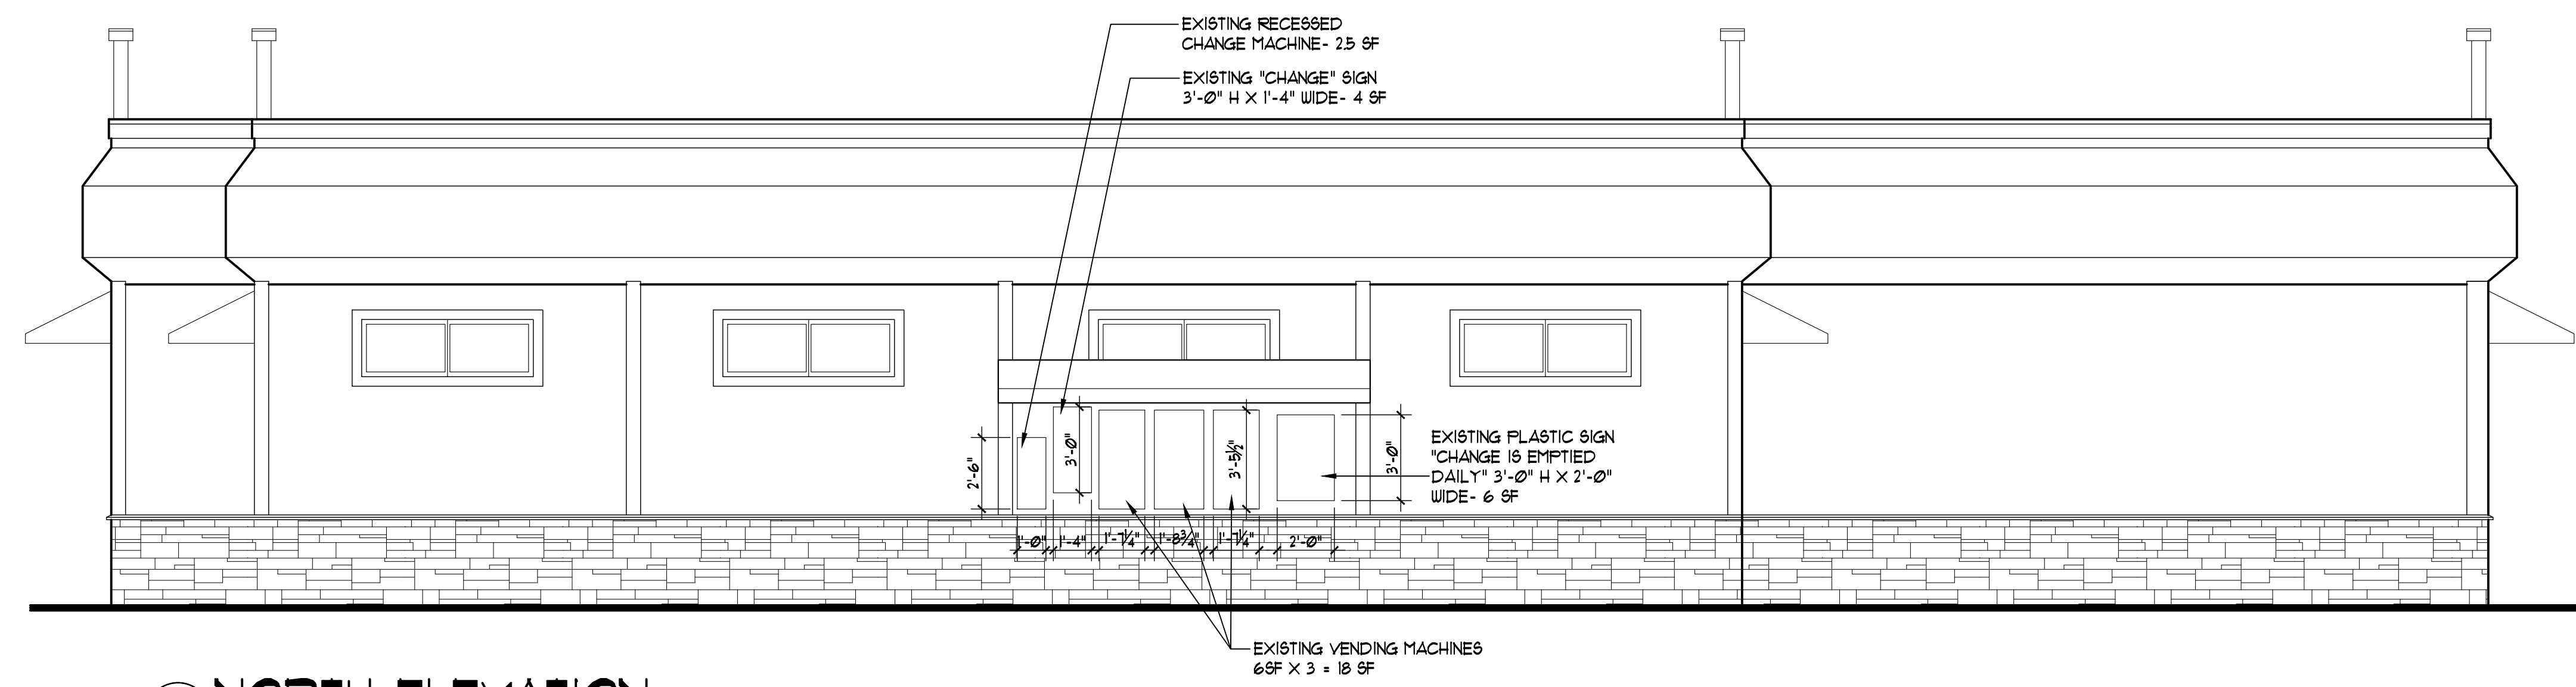 EXISTING RECESSED
CHANGE MACHINE- 2.5 SF
EXISTING "CHANGE" SIGN
3'-0" H X 1'-4" WIDE- 4 SF
2'-6"
3'-0"
3'-5½"
3'-0"
EXISTING PLASTIC SIGN
"CHANGE IS EMPTIED
DAILY" 3'-0" H X 2'-0"
WIDE- 6 SF
1'-0" 1'-4" 1'-7¼" 1'-8¾" 1'-7¼" 2'-0"
EXISTING VENDING MACHINES
6SF X 3 = 18 SF
NORTH ELEVATION